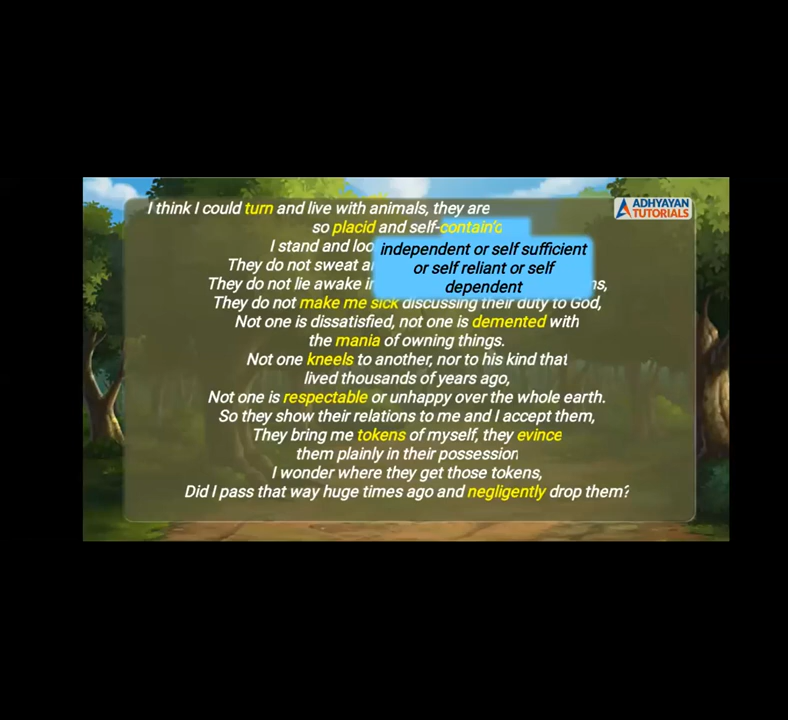 I think I could turn and live with animals, they are
ADHYAYAN
TUTORIALS
so placid and self-contain'd
I stand and loo
independent or self sufficient
or self reliant or self
dependent
They do not sweat a
They do not lie awake i ns,
They do not make me sick discussing their duty to God,
Not one is dissatisfied, not one is demented with
the mania of owning things.
Not one kneels to another, nor to his kind that
lived thousands of years ago,
Not one is respectable or unhappy over the whole earth.
So they show their relations to me and I accept them,
They bring me tokens of myself, they evince
them plainly in their possession
I wonder where they get those tokens,
Did I pass that way huge times ago and negligently drop them?